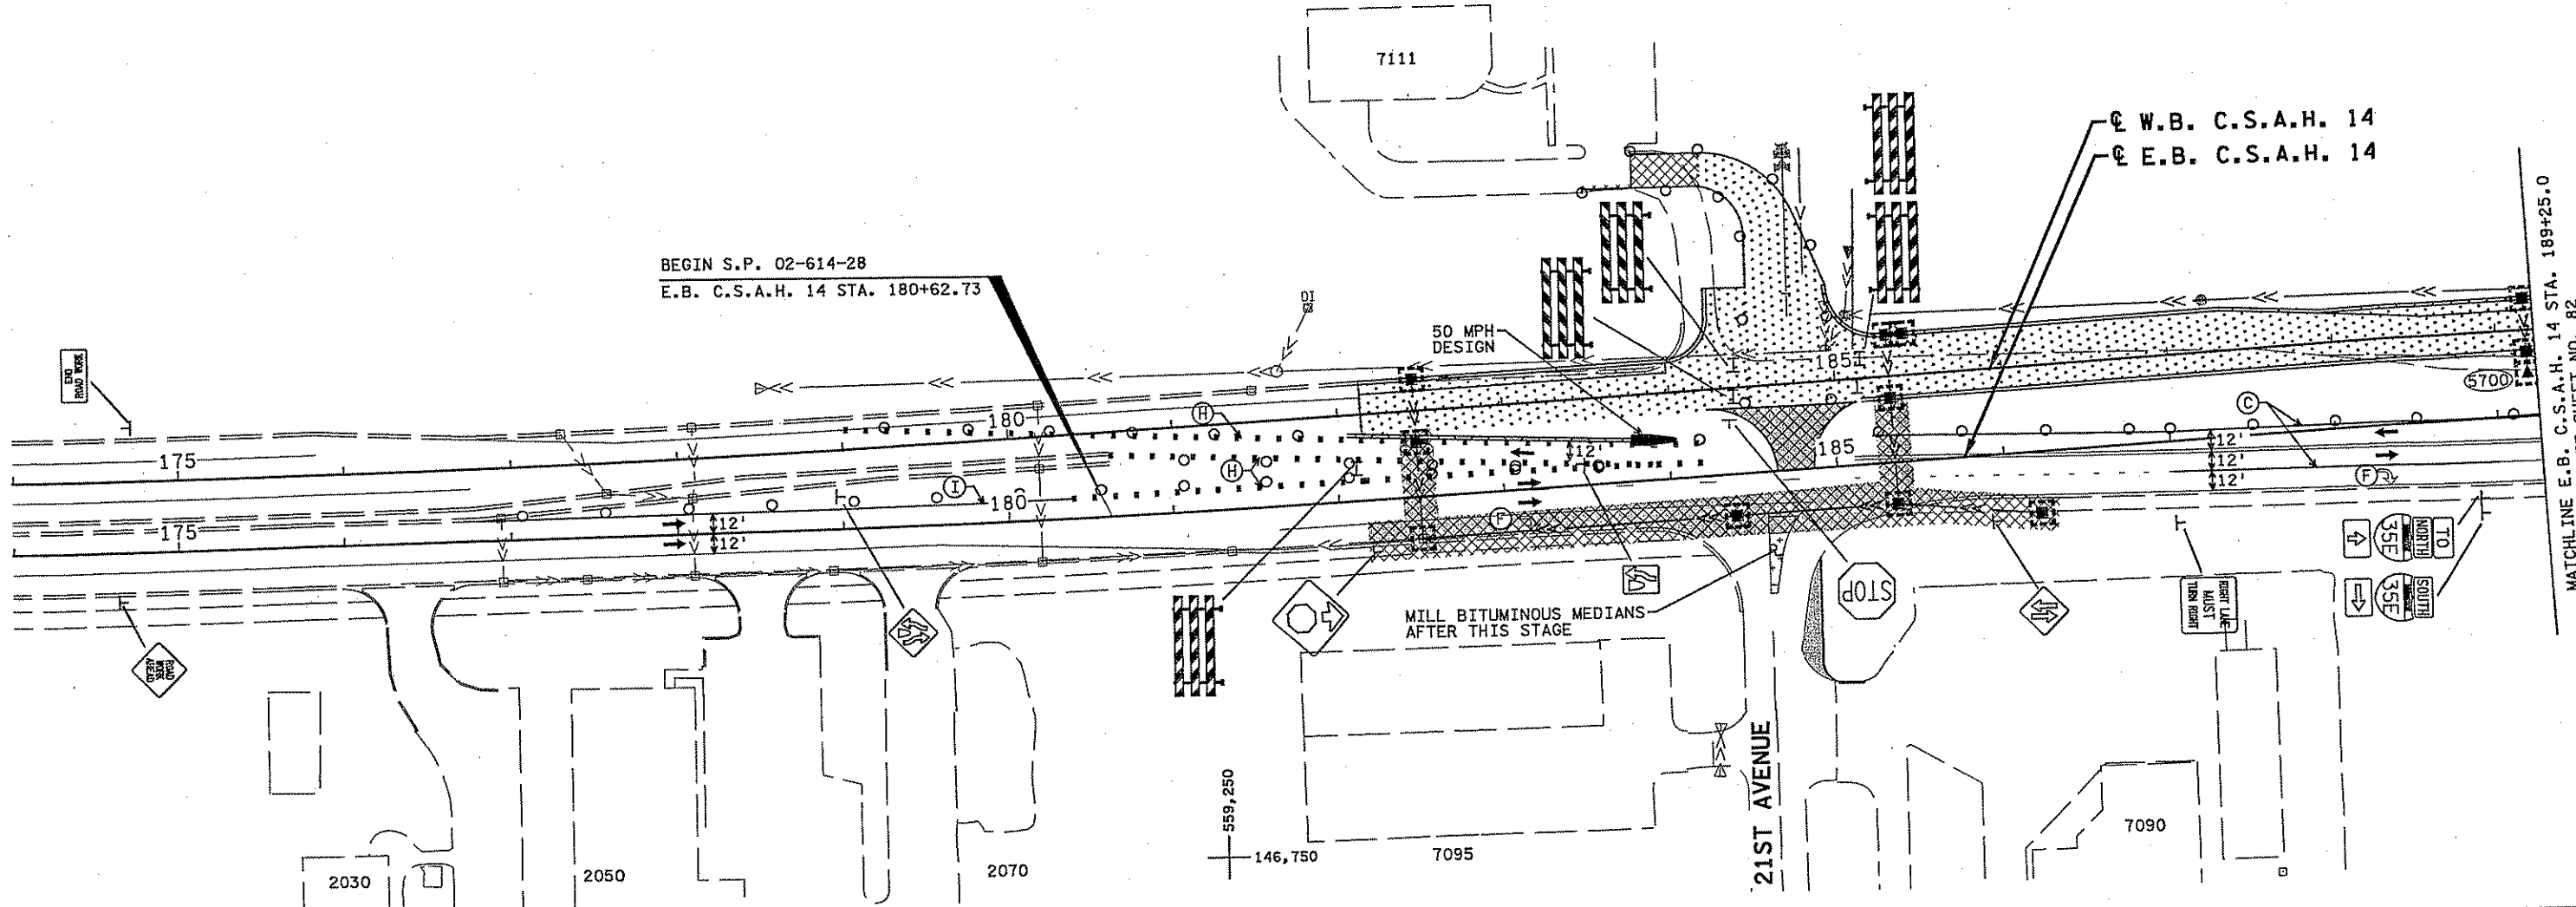 7111
℄ W.B. C.S.A.H. 14
℄ E.B. C.S.A.H. 14
BEGIN S.P. 02-614-28
E.B. C.S.A.H. 14 STA. 180+62.73
DI
50 MPH
DESIGN
END
ROAD WORK
MATCHLINE E.B. C.S.A.H. 14 STA. 189+25.0
185
5700
H
180
C
175
12'
185
12'
12'
12'
H
I
180
F
F
175
12'
12'
TO
NORTH
35E
SOUTH
35E
STOP
RIGHT LANE
MUST
TURN RIGHT
MILL BITUMINOUS MEDIANS
AFTER THIS STAGE
ROAD
WORK
AHEAD
21ST AVENUE
559,250
146,750
7095
7090
2030
2050
2070